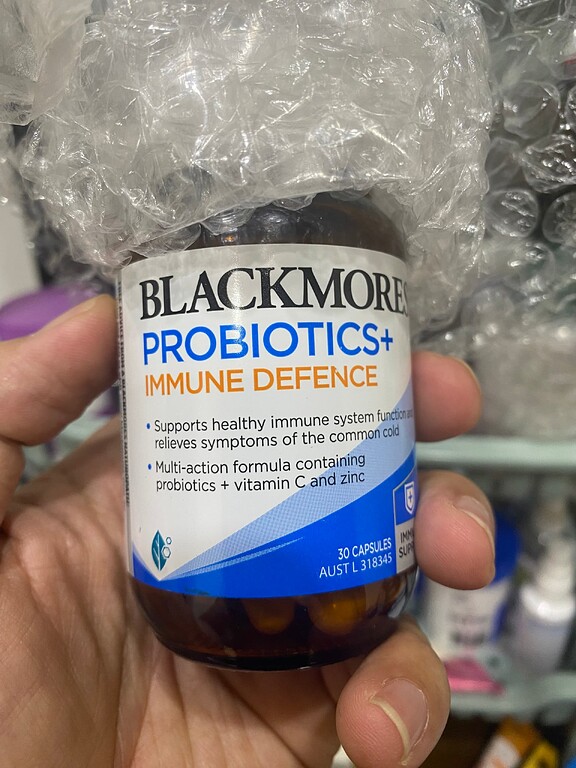 BLACKMORES
PROBIOTICS+
IMMUNE DEFENCE
• Supports healthy immune system function and
relieves symptoms of the common cold
• Multi-action formula containing
probiotics + vitamin C and zinc
30 CAPSULES
AUST L 318345